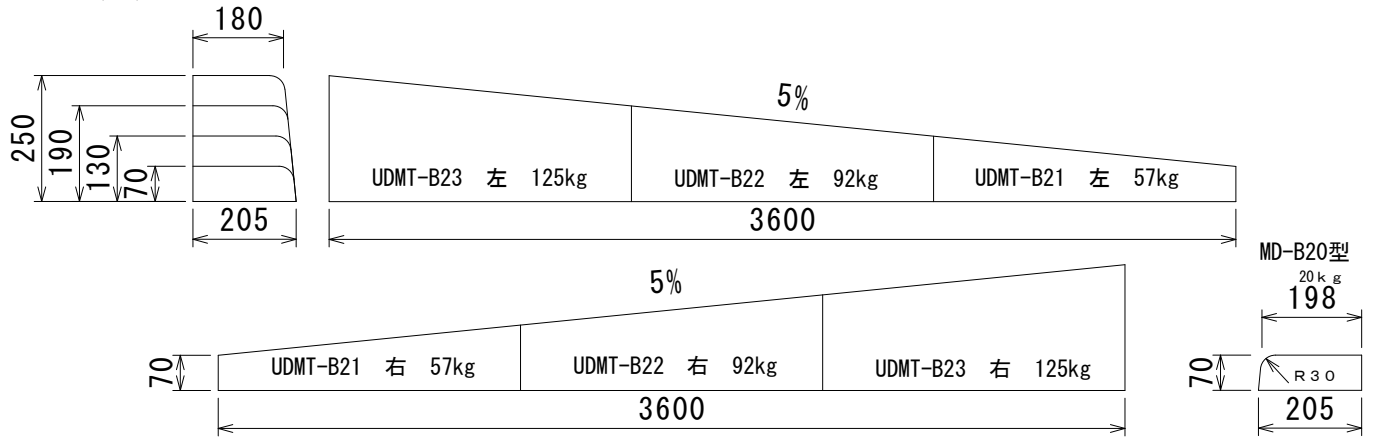 180
5%
250
190
130
70
UDMT-B23 左 125kg
UDMT-B22 左 92kg
UDMT-B21 左 57kg
205
3600
MD-B20型
20kg
198
5%
70
UDMT-B21 右 57kg
UDMT-B22 右 92kg
UDMT-B23 右 125kg
70
R30
3600
205